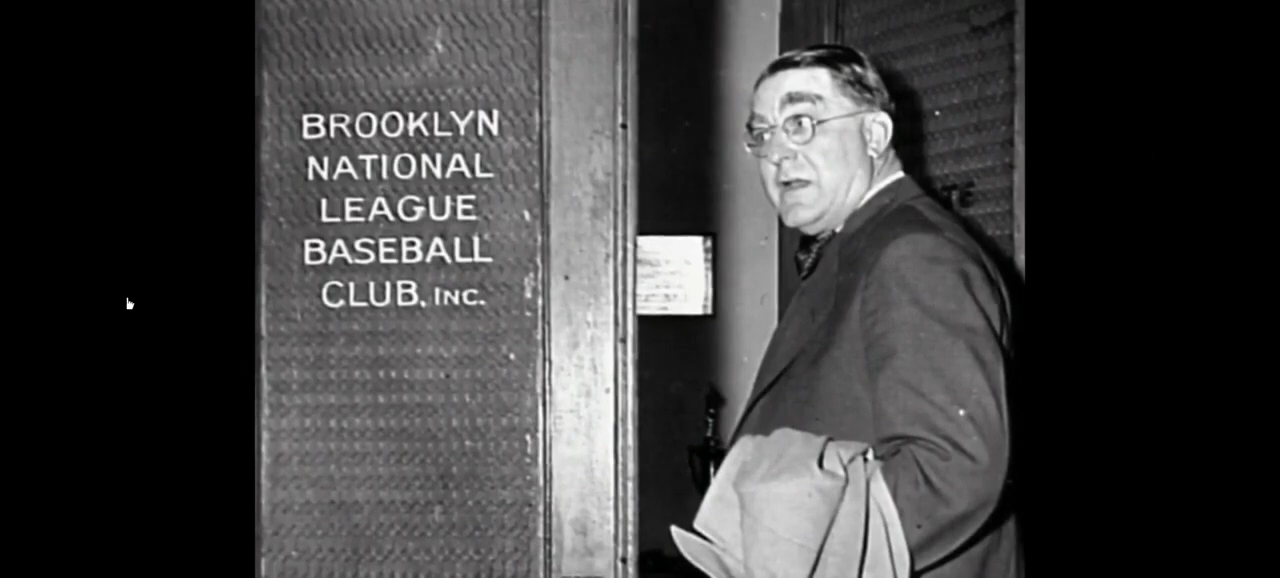 BROOKLYN
NATIONAL
LEAGUE
BASEBALL
CLUB, INC.